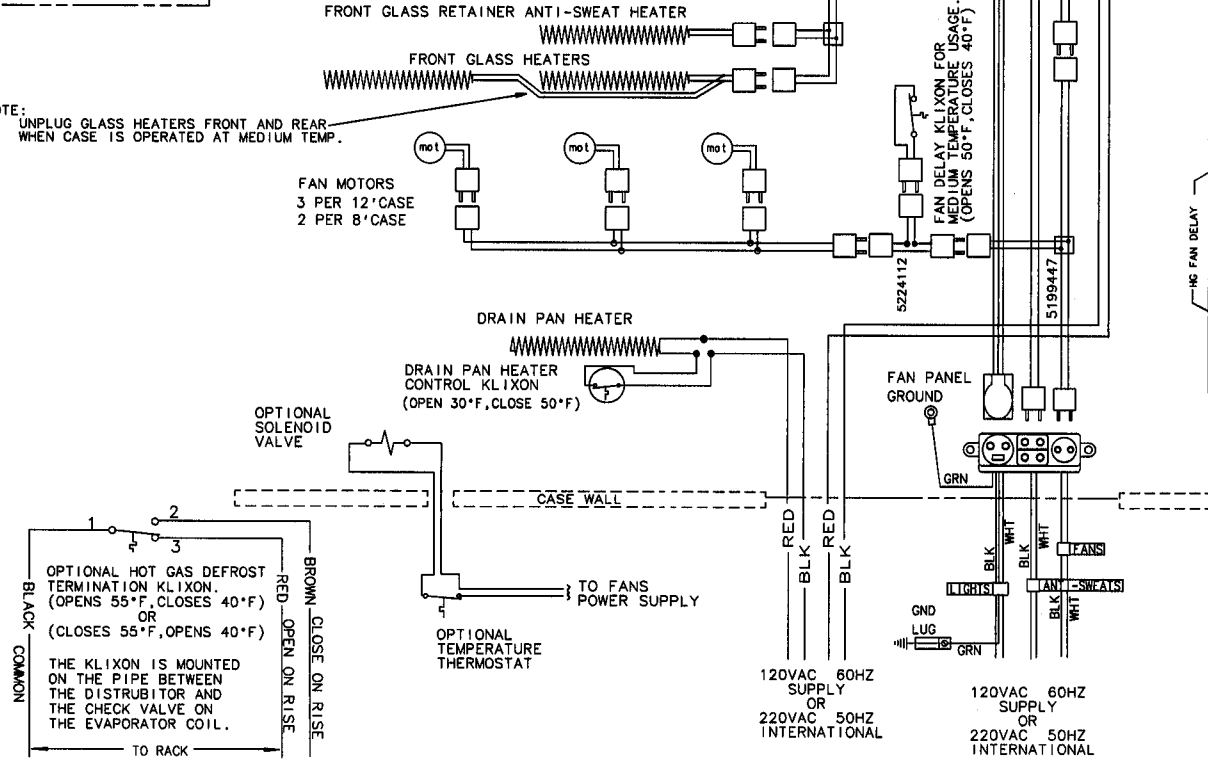 FRONT GLASS RETAINER ANTI-SWEAT HEATER
FRONT GLASS HEATERS
OTE:
UNPLUG GLASS HEATERS FRONT AND REAR
WHEN CASE IS OPERATED AT MEDIUM TEMP.
mot
mot
mot
FAN MOTORS
3 PER 12'CASE
2 PER 8'CASE
FAN DELAY KLIXON FOR
MEDIUM TEMPERATURE USAGE.
(OPENS 50°F,CLOSES 40°F)
HG FAN DELAY
5224112
5199447
DRAIN PAN HEATER
DRAIN PAN HEATER
CONTROL KLIXON
(OPEN 30°F,CLOSE 50°F)
FAN PANEL
GROUND
GRN
OPTIONAL
SOLENOID
VALVE
CASE WALL
1
2
3
BLACK
COMMON
OPTIONAL HOT GAS DEFROST
TERMINATION KLIXON.
(OPENS 55°F,CLOSES 40°F)
OR
(CLOSES 55°F,OPENS 40°F)
THE KLIXON IS MOUNTED
ON THE PIPE BETWEEN
THE DISTRUBITOR AND
THE CHECK VALVE ON
THE EVAPORATOR COIL.
TO RACK
RED OPEN ON RISE
BROWN CLOSE ON RISE
TO FANS
POWER SUPPLY
OPTIONAL
TEMPERATURE
THERMOSTAT
RED
BLK
RED
BLK
120VAC 60HZ
SUPPLY
OR
220VAC 50HZ
INTERNATIONAL
BLK
WHT
BLK
WHT
FANS
LIGHTS
ANTI-SWEATS
BLK
WHT
GND
LUG
GRN
120VAC 60HZ
SUPPLY
OR
220VAC 50HZ
INTERNATIONAL